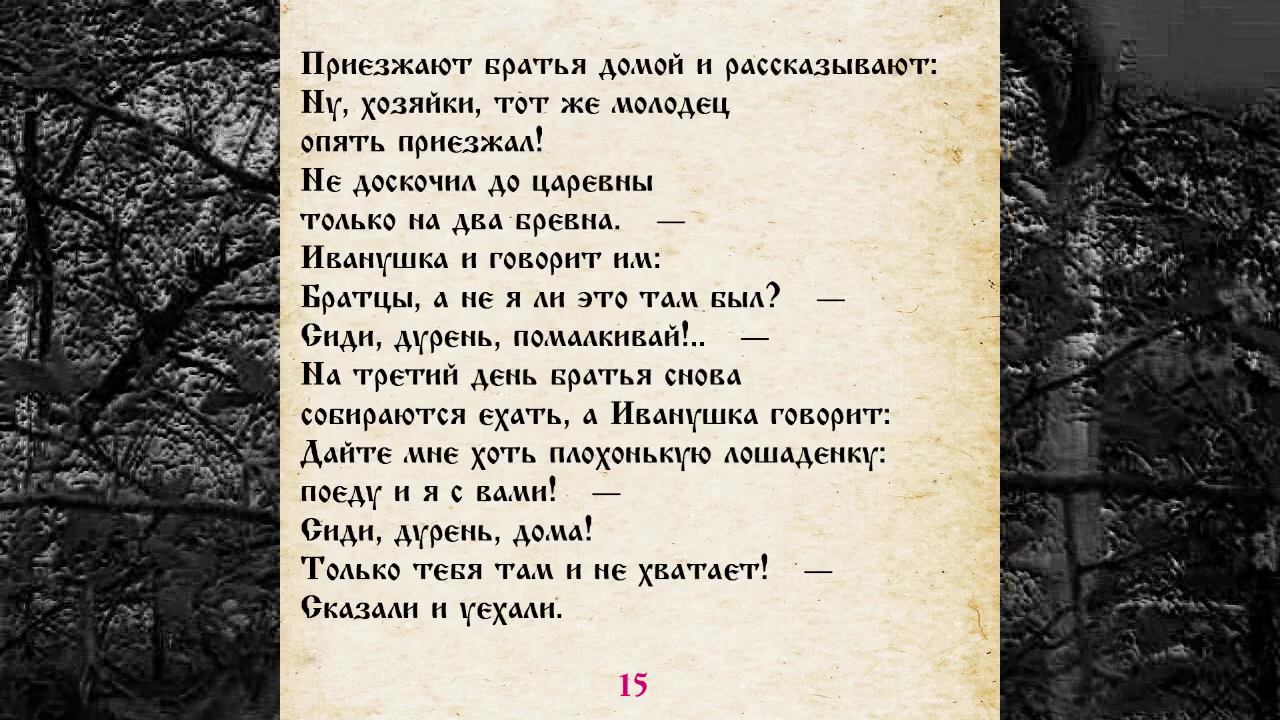 Приезжают братья домой и рассказывают:
Ну, хозяйки, тот же молодец
опять приезжал!
Не доскочил до царевны
только на два бревна. —
Иванушка и говорит им:
Братцы, а не я ли это там был? —
Сиди, дурень, помалкивай!.. —
На третий день братья снова
собираются ехать, а Иванушка говорит:
Дайте мне хоть плохонькую лошаденку:
поеду и я с вами! —
Сиди, дурень, дома!
Только тебя там и не хватает! —
Сказали и уехали.
15